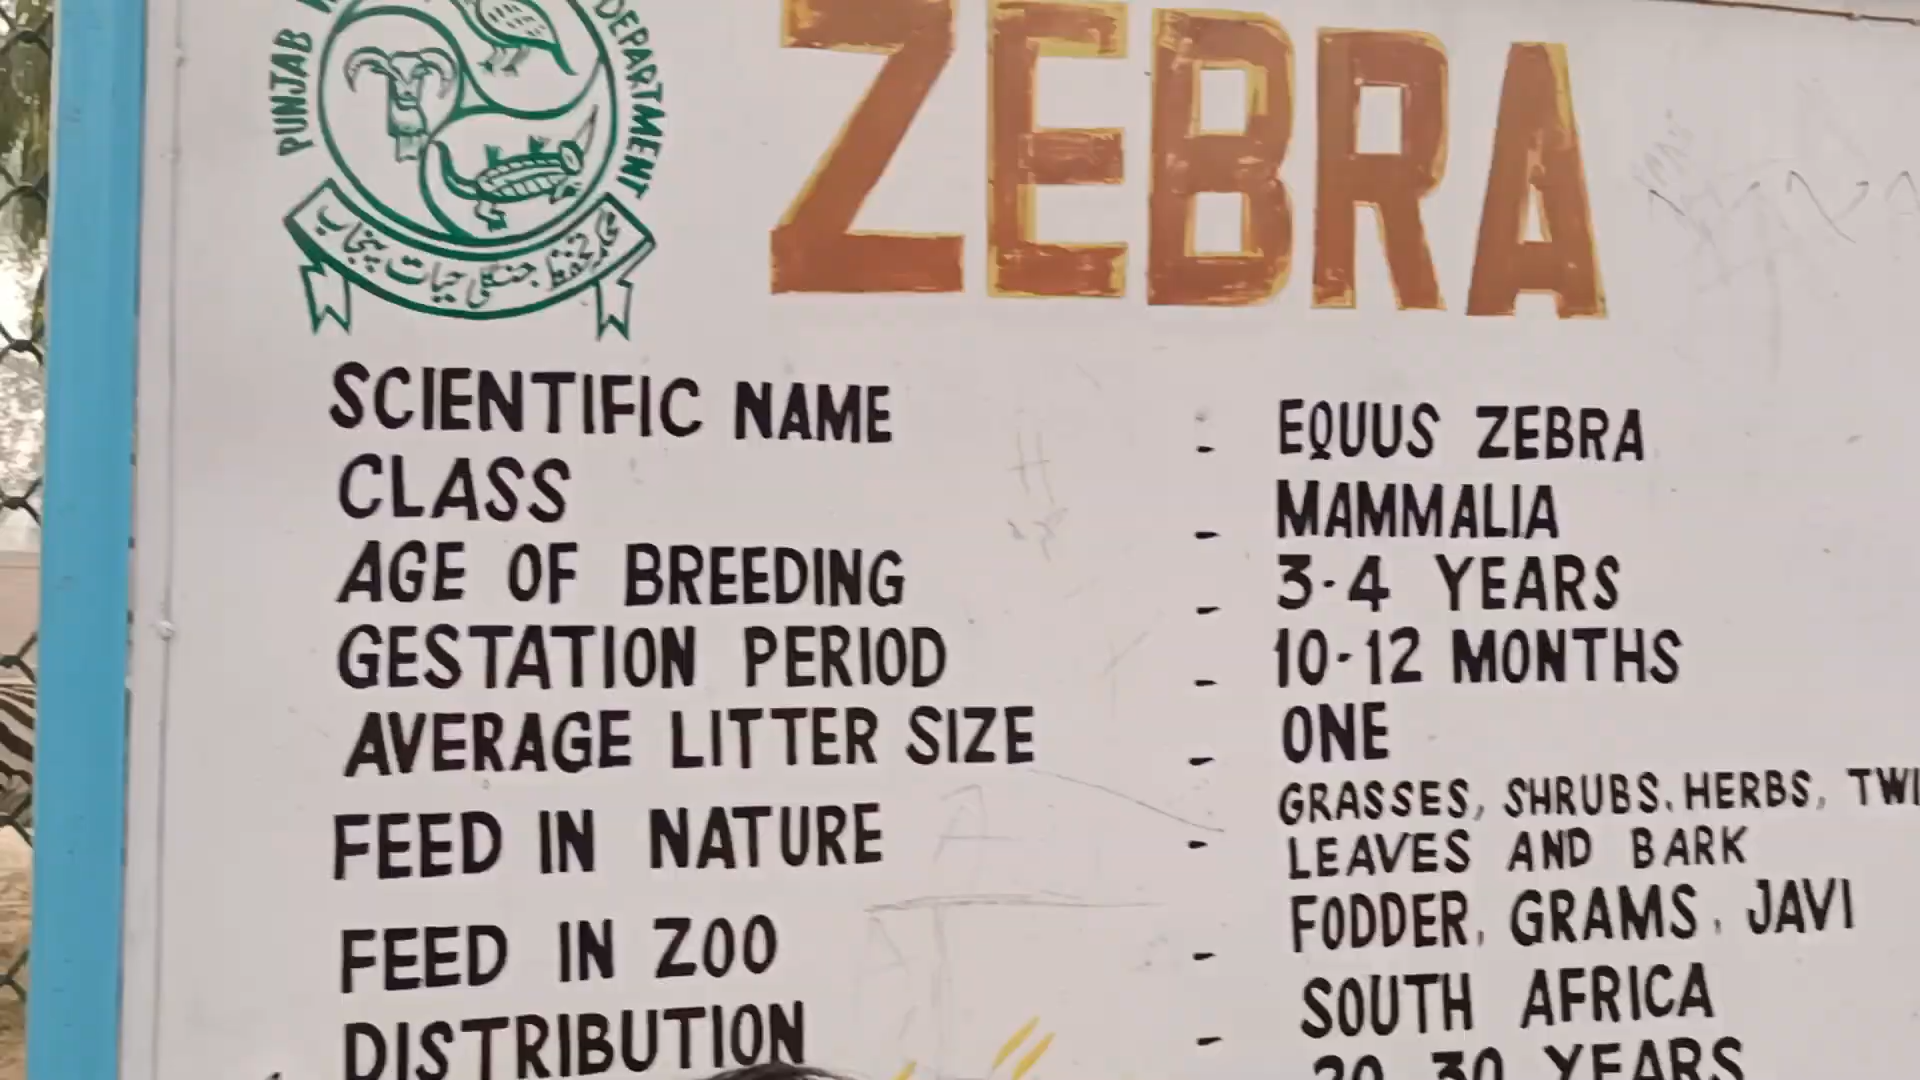 PUNJAB
DEPARTMENT
محکمہ تحفظ جنگلی حیات پنجاب
ZEBRA
SCIENTIFIC NAME - EQUUS ZEBRA
CLASS - MAMMALIA
AGE OF BREEDING - 3-4 YEARS
GESTATION PERIOD - 10-12 MONTHS
AVERAGE LITTER SIZE - ONE
FEED IN NATURE - GRASSES, SHRUBS, HERBS, TWI
LEAVES AND BARK
FEED IN ZOO - FODDER, GRAMS, JAVI
DISTRIBUTION - SOUTH AFRICA
20-30 YEARS